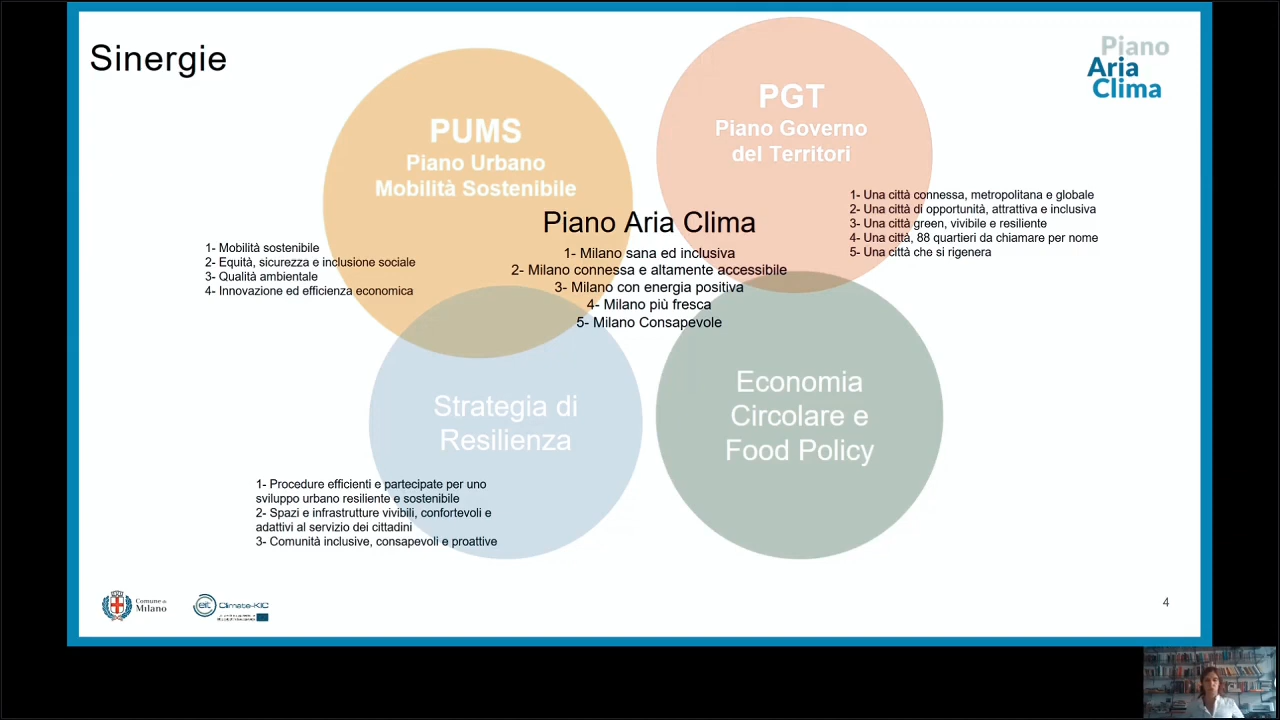 Sinergie
Piano
Aria
Clima
PUMS
Piano Urbano
Mobilità Sostenibile
PGT
Piano Governo
del Territori
1- Una città connessa, metropolitana e globale
2- Una città di opportunità, attrattiva e inclusiva
3- Una città green, vivibile e resiliente
4- Una città, 88 quartieri da chiamare per nome
5- Una città che si rigenera
Piano Aria Clima
1- Milano sana ed inclusiva
2- Milano connessa e altamente accessibile
3- Milano con energia positiva
4- Milano più fresca
5- Milano Consapevole
1- Mobilità sostenibile
2- Equità, sicurezza e inclusione sociale
3- Qualità ambientale
4- Innovazione ed efficienza economica
Strategia di
Resilienza
Economia
Circolare e
Food Policy
1- Procedure efficienti e partecipate per uno
sviluppo urbano resiliente e sostenibile
2- Spazi e infrastrutture vivibili, confortevoli e
adattivi al servizio dei cittadini
3- Comunità inclusive, consapevoli e proattive
Comune di
Milano
eit Climate-KIC
4